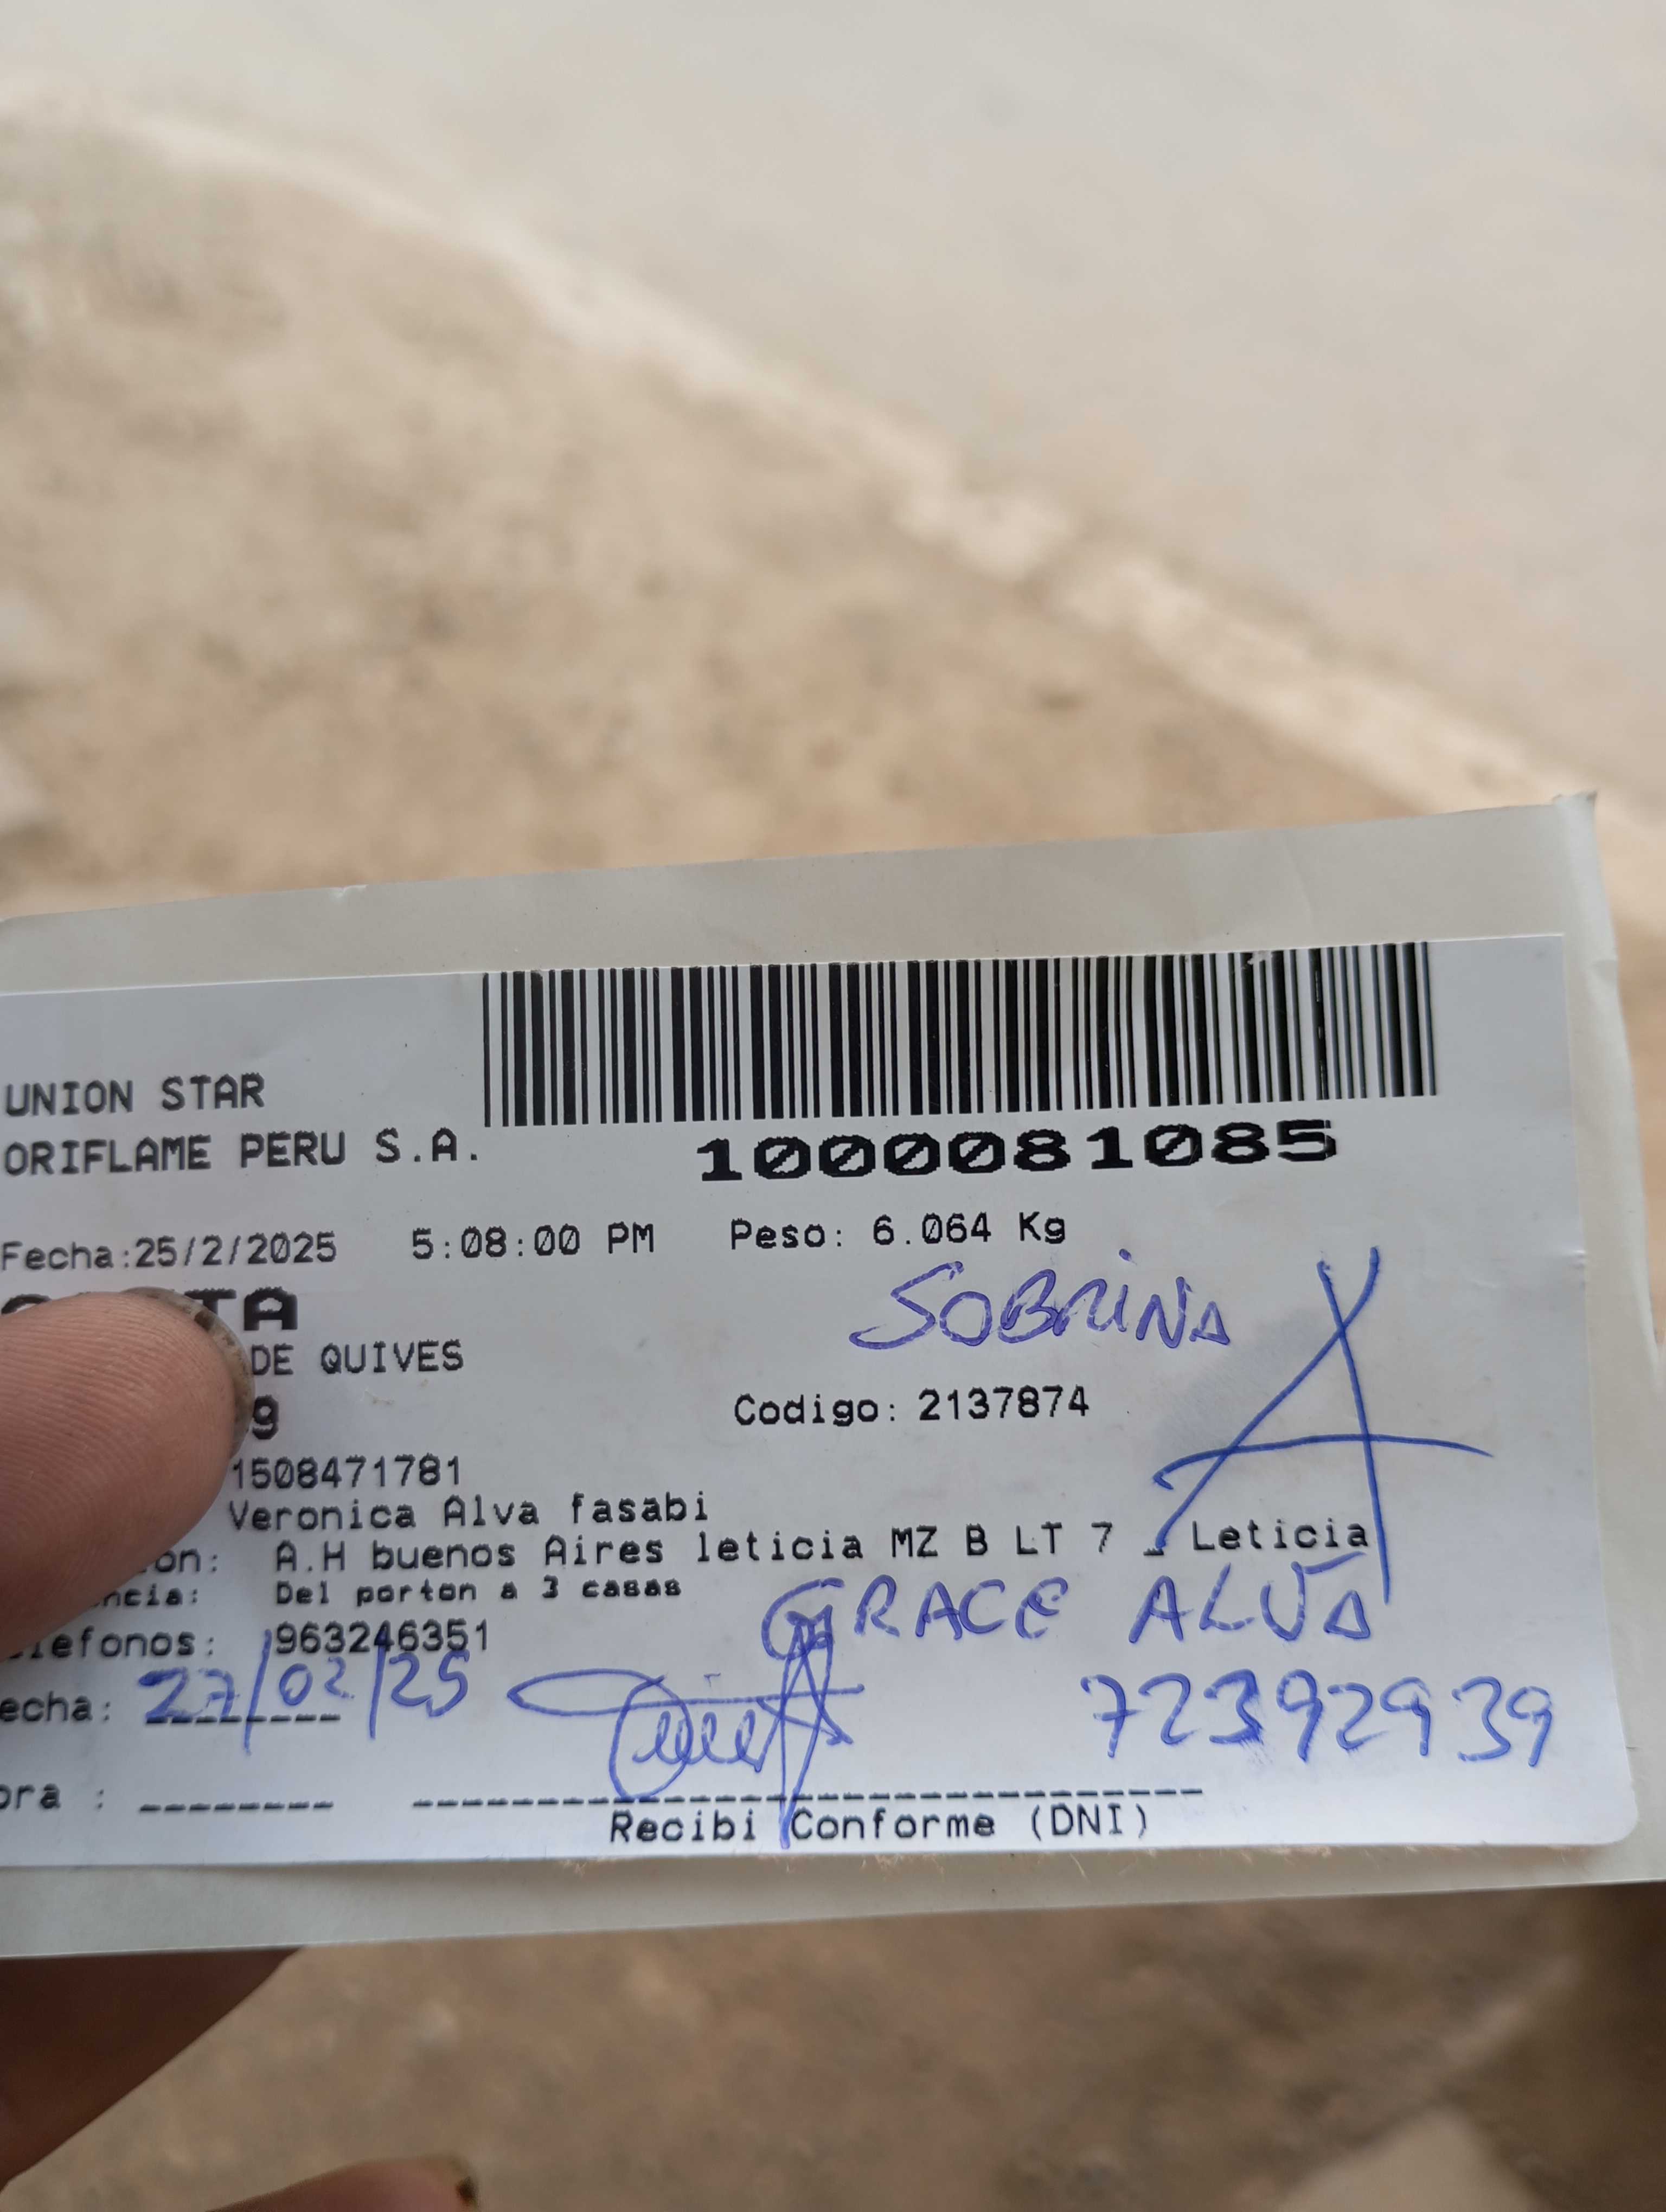 UNION STAR
ORIFLAME PERU S.A.
1000081085
Fecha:25/2/2025 5:08:00 PM Peso: 6.064 Kg
SOBRINA
DE QUIVES
Codigo: 2137874
1508471781
Veronica Alva fasabi
A.H buenos Aires leticia MZ B LT 7 _ Leticia
Del porton a 3 casas
GRACE ALVA
963246351
echa: 27/02/25
72392939
ora :
Recibi Conforme (DNI)